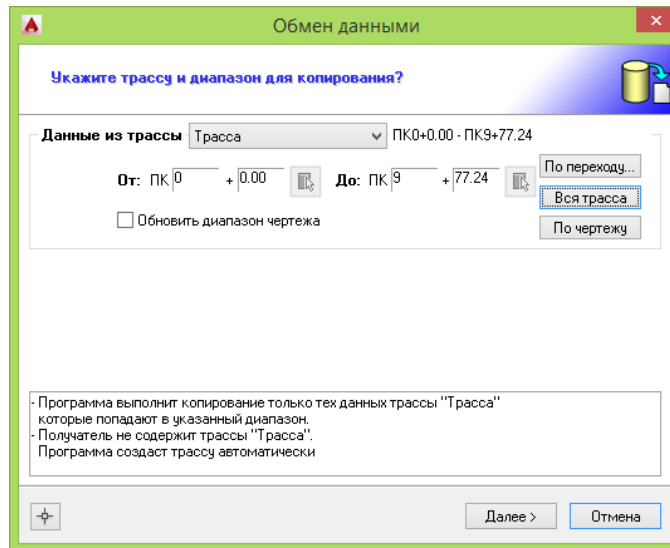 Обмен данными
Укажите трассу и диапазон для копирования?
Данные из трассы Трасса ПК0+0.00 - ПК9+77.24
От: ПК 0 + 0.00 До: ПК 9 + 77.24
По переходу...
Вся трасса
Обновить диапазон чертежа
По чертежу
- Программа выполнит копирование только тех данных трассы "Трасса"
которые попадают в указанный диапазон.
- Получатель не содержит трассы "Трасса".
Программа создаст трассу автоматически
Далее > Отмена